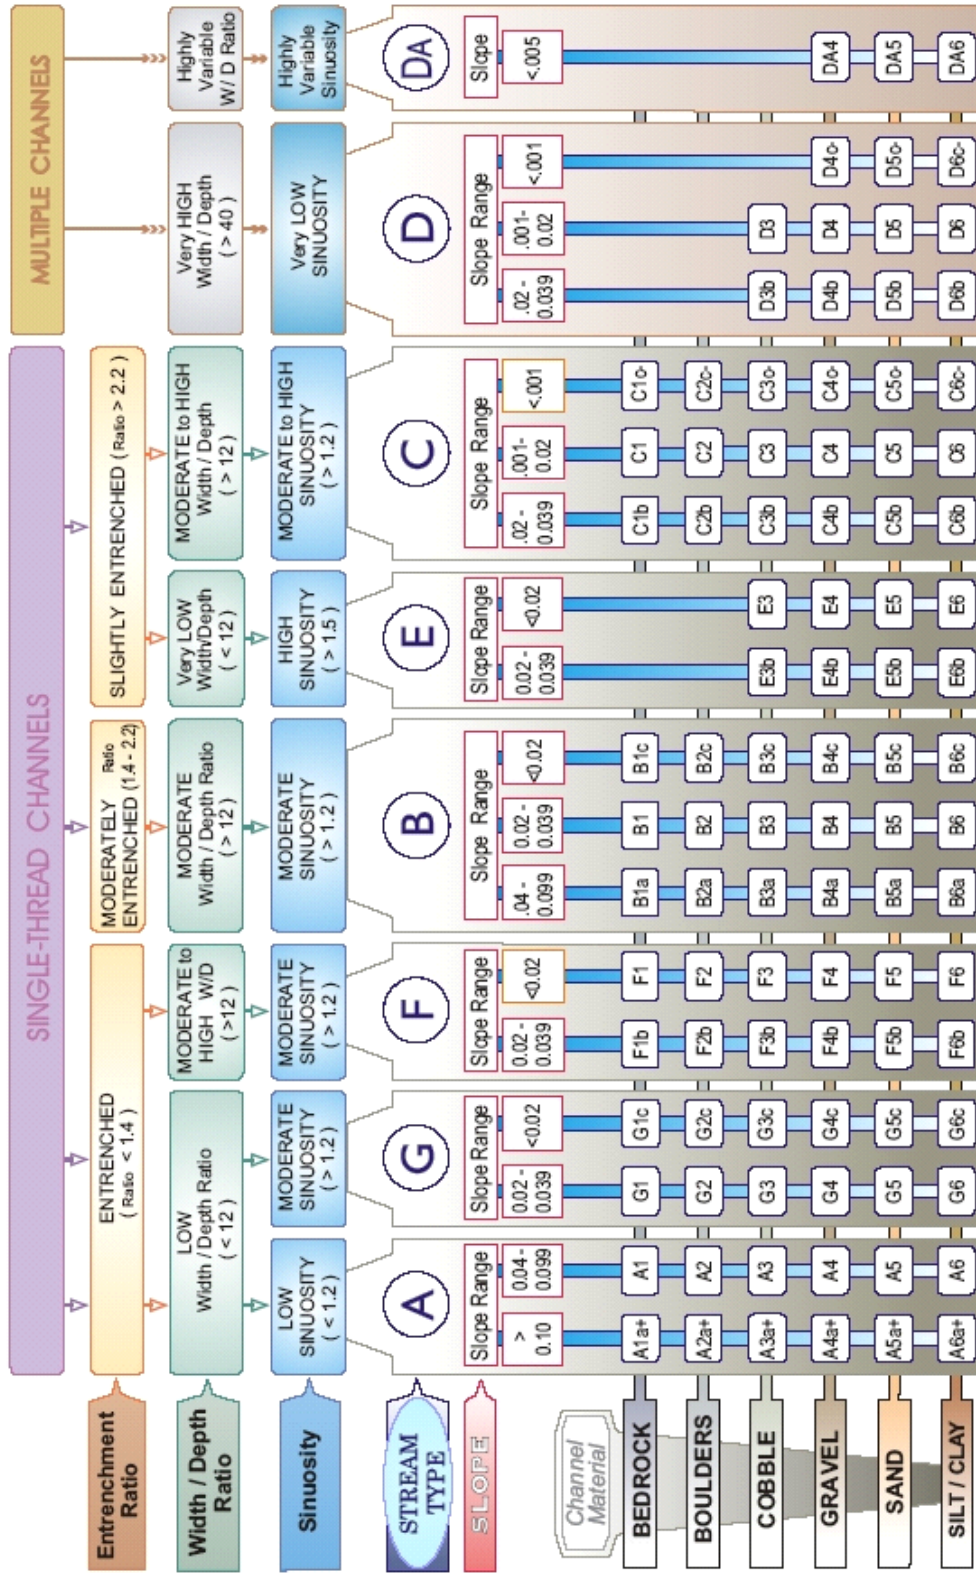 SINGLE-THREAD CHANNELS
MULTIPLE CHANNELS
Entrenchment
Ratio
ENTRENCHED
( Ratio < 1.4 )
MODERATELY Ratio
ENTRENCHED (1.4 - 2.2)
SLIGHTLY ENTRENCHED ( Ratio > 2.2 )
Width / Depth
Ratio
LOW
Width / Depth Ratio
( < 12 )
MODERATE to
HIGH W/D
( >12 )
MODERATE
Width / Depth Ratio
( > 12 )
Very LOW
Width/Depth
( < 12 )
MODERATE to HIGH
Width / Depth
( > 12 )
Very HIGH
Width / Depth
( > 40 )
Highly
Variable
W / D Ratio
Sinuosity
LOW
SINUOSITY
( < 1.2 )
MODERATE
SINUOSITY
( > 1.2 )
MODERATE
SINUOSITY
( > 1.2 )
MODERATE
SINUOSITY
( > 1.2 )
HIGH
SINUOSITY
( > 1.5 )
MODERATE to HIGH
SINUOSITY
( > 1.2 )
Very LOW
SINUOSITY
Highly
Variable
Sinuosity
STREAM
TYPE
A G F B E C D DA
SLOPE
Slope Range Slope Range Slope Range Slope Range Slope Range Slope Range Slope Range Slope
>
0.10
0.04 -
0.099
0.02 -
0.039
<0.02
0.02 -
0.039
<0.02
.04 -
0.099
0.02 -
0.039
<0.02
0.02 -
0.039
<0.02
.02 -
0.039
.001-
0.02
<.001
.02 -
0.039
.001-
0.02
<.001
<.005
Channel
Material
BEDROCK A1a+ A1 G1 G1c F1b F1 B1a B1 B1c C1b C1 C1c-
BOULDERS A2a+ A2 G2 G2c F2b F2 B2a B2 B2c C2b C2 C2c-
COBBLE A3a+ A3 G3 G3c F3b F3 B3a B3 B3c E3b E3 C3b C3 C3c- D3b D3
GRAVEL A4a+ A4 G4 G4c F4b F4 B4a B4 B4c E4b E4 C4b C4 C4c- D4b D4 D4c- DA4
SAND A5a+ A5 G5 G5c F5b F5 B5a B5 B5c E5b E5 C5b C5 C5c- D5b D5 D5c- DA5
SILT / CLAY A6a+ A6 G6 G6c F6b F6 B6a B6 B6c E6b E6 C6b C6 C6c- D6b D6 D6c- DA6